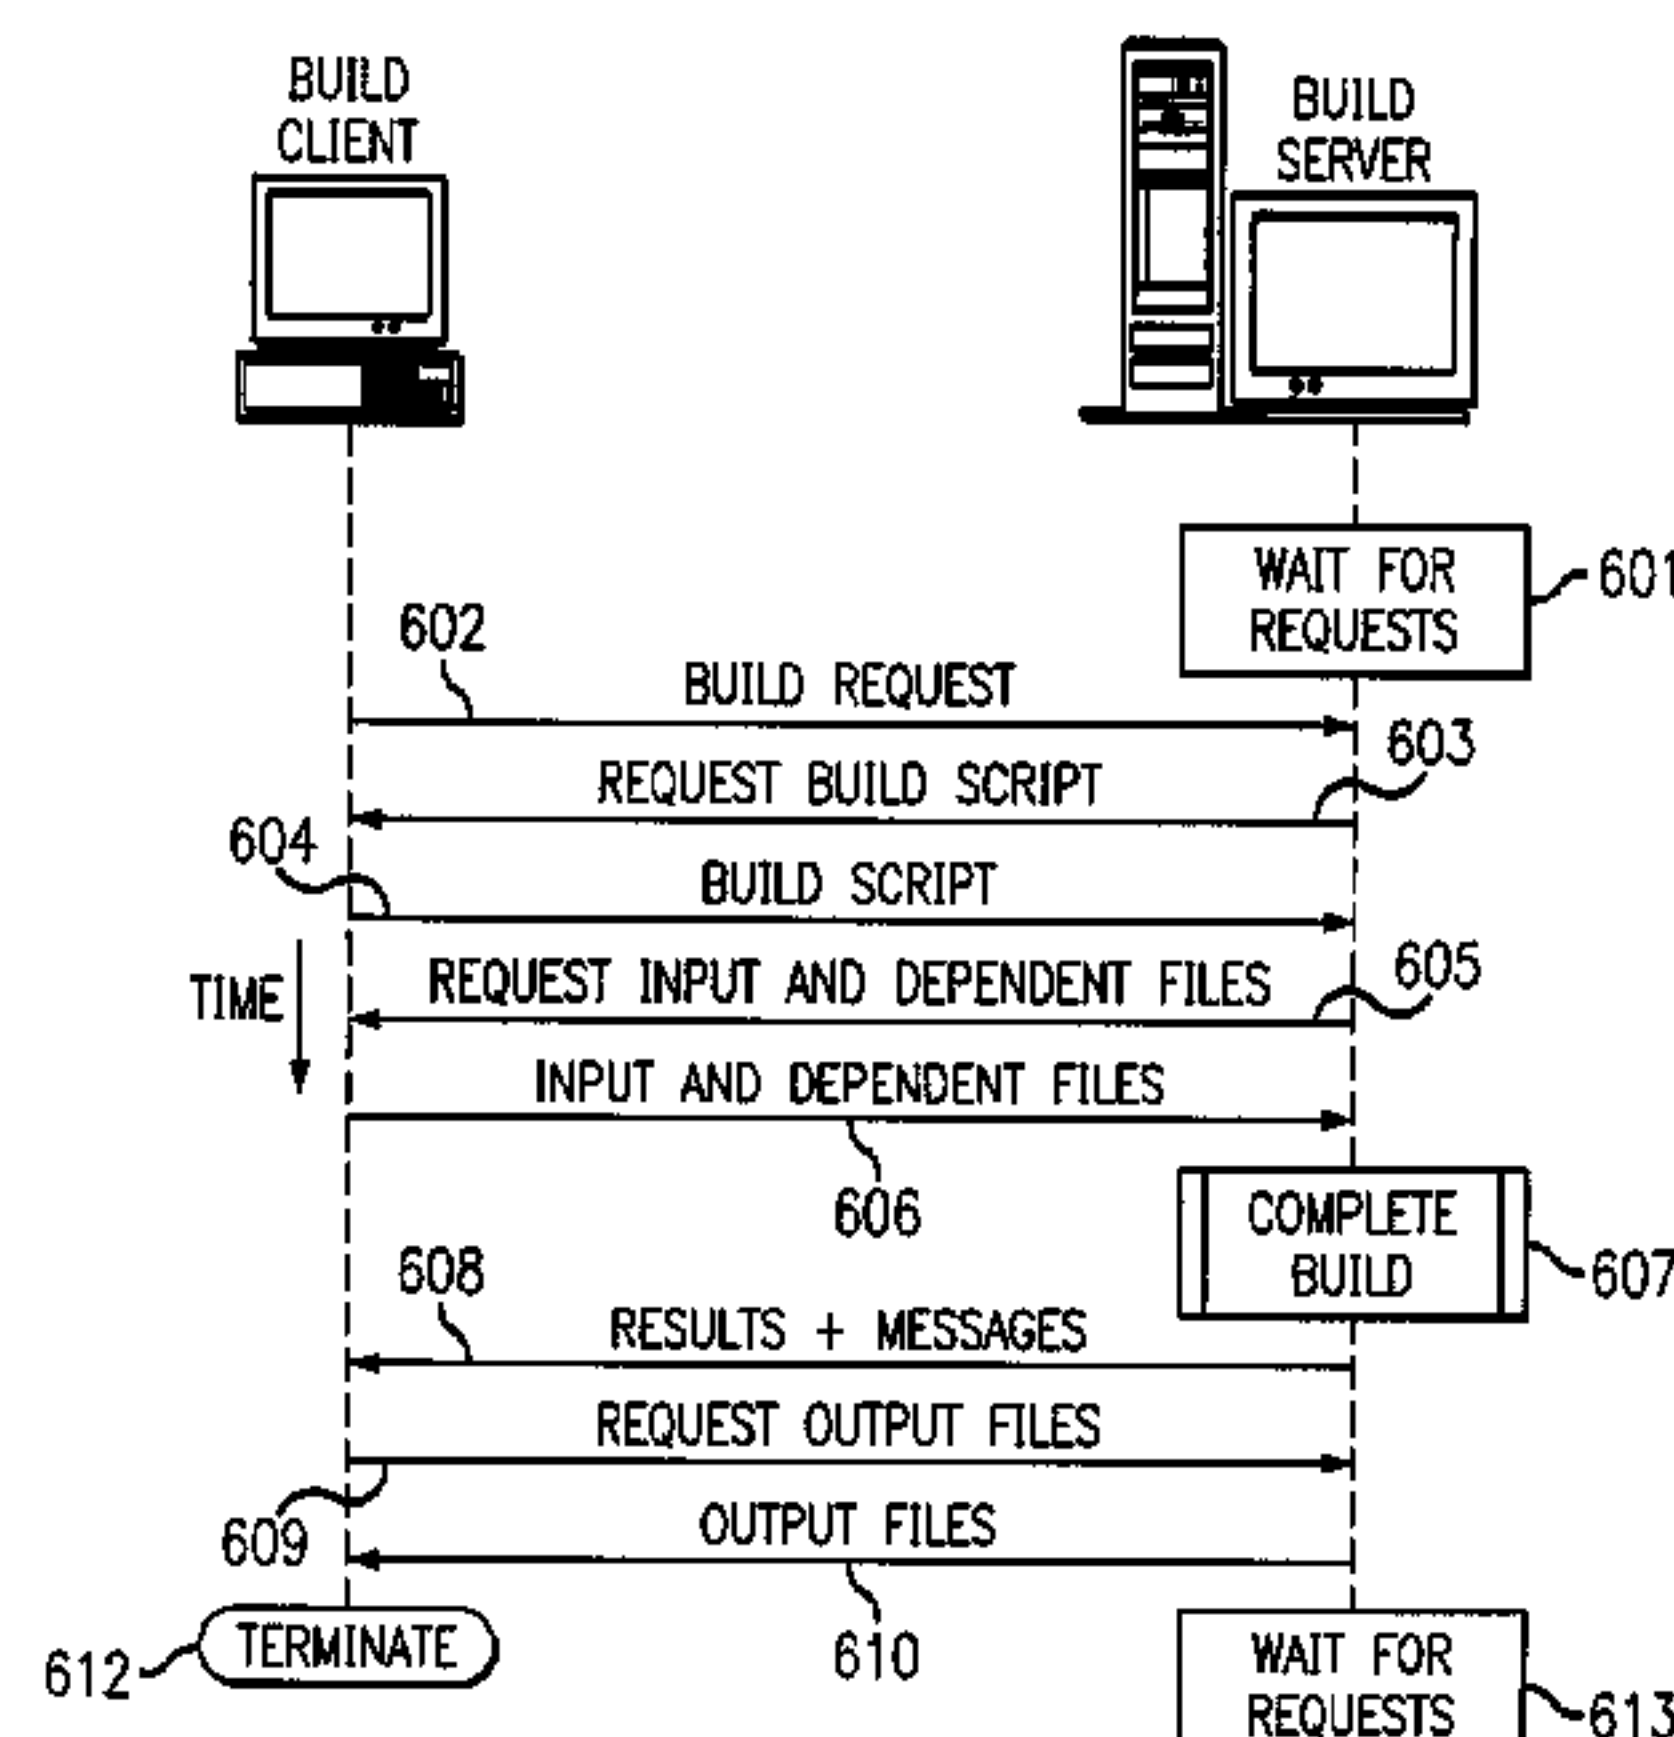 BUILD
CLIENT
BUILD
SERVER
WAIT FOR
REQUESTS
601
602
BUILD REQUEST
603
REQUEST BUILD SCRIPT
604
BUILD SCRIPT
TIME
605
REQUEST INPUT AND DEPENDENT FILES
INPUT AND DEPENDENT FILES
606
COMPLETE
BUILD
607
608
RESULTS + MESSAGES
REQUEST OUTPUT FILES
609
OUTPUT FILES
610
TERMINATE
612
WAIT FOR
REQUESTS
613